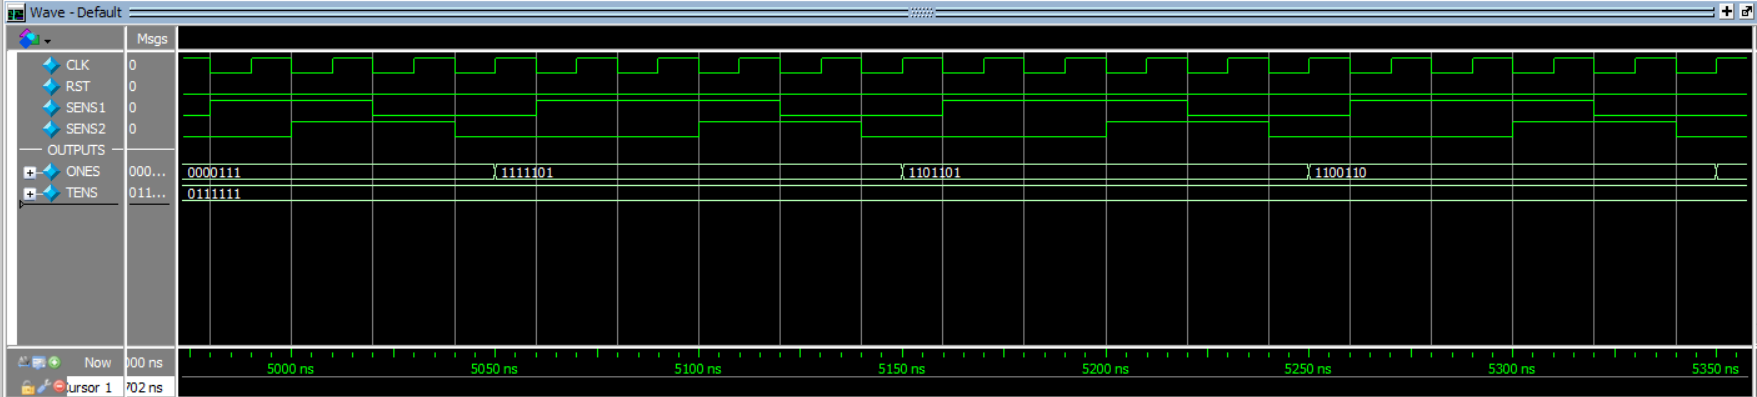 Wave - Default
Msgs
CLK 0
RST 0
SENS1 0
SENS2 0
OUTPUTS
ONES 000... 0000111 1111101 1101101 1100110
TENS 011... 0111111
Now 000 ns 5000 ns 5050 ns 5100 ns 5150 ns 5200 ns 5250 ns 5300 ns 5350 ns
ursor 1 702 ns